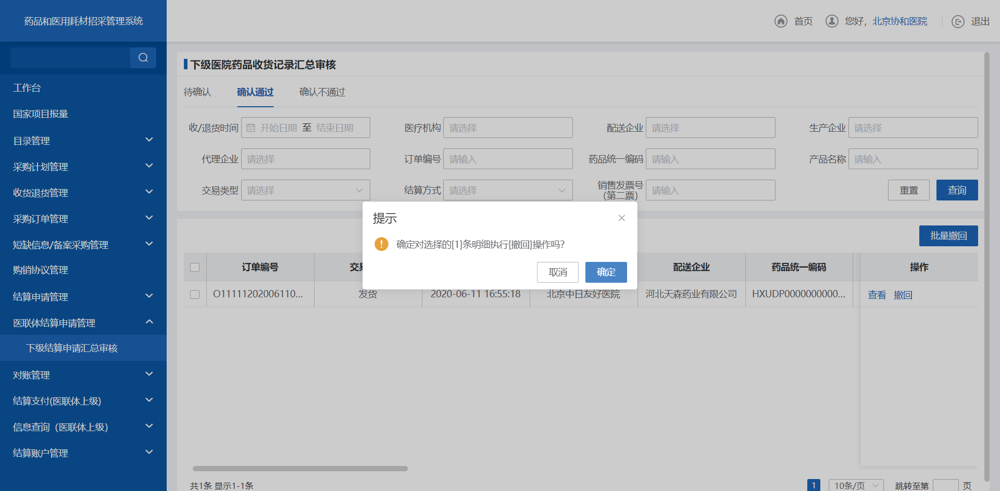 药品和医用耗材招采管理系统
首页 您好，北京协和医院 退出
工作台
国家项目报量
目录管理
采购计划管理
收货退货管理
采购订单管理
短缺信息/备案采购管理
购销协议管理
结算申请管理
医联体结算申请管理
下级结算申请汇总审核
对账管理
结算支付(医联体上级)
信息查询（医联体上级）
结算账户管理
下级医院药品收货记录汇总审核
待确认 确认通过 确认不通过
收/退货时间 开始日期 至 结束日期 医疗机构 请选择 配送企业 请选择 生产企业 请选择
代理企业 请选择 订单编号 请输入 药品统一编码 请输入 产品名称 请输入
交易类型 请选择 结算方式 请选择 销售发票号(第二票) 请输入 重置 查询
批量撤回
提示
确定对选择的[1]条明细执行[撤回]操作吗?
取消 确定
订单编号 交易 配送企业 药品统一编码 操作
O11111202006110... 发货 2020-06-11 16:55:18 北京中日友好医院 河北天森药业有限公司 HXUDP0000000000... 查看 撤回
共1条 显示1-1条 1 10条/页 跳转至第 页